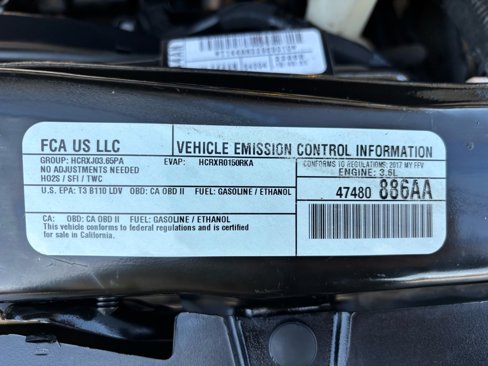 FCA US LLC
VEHICLE EMISSION CONTROL INFORMATION
GROUP: HCRXJ03.65PA EVAP: HCRXR0150RKA
CONFORMS TO REGULATIONS: 2017 MY FFV
NO ADJUSTMENTS NEEDED
ENGINE: 3.6L
HO2S / SFI / TWC
U.S. EPA: T3 B110 LDV OBD: CA OBD II FUEL: GASOLINE / ETHANOL
47480 886AA
CA: OBD: CA OBD II FUEL: GASOLINE / ETHANOL
This vehicle conforms to federal regulations and is certified
for sale in California.